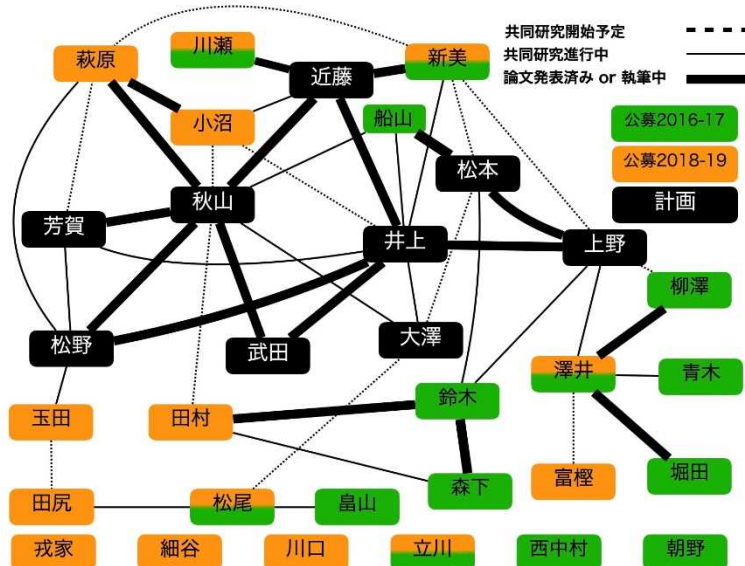 共同研究開始予定
共同研究進行中
論文発表済み or 執筆中
公募2016-17
公募2018-19
計画
萩原
川瀬
近藤
新美
小沼
船山
松本
芳賀
秋山
井上
上野
柳澤
松野
武田
大澤
澤井
青木
玉田
田村
鈴木
富樫
堀田
田尻
松尾
畠山
森下
戎家
細谷
川口
立川
西中村
朝野